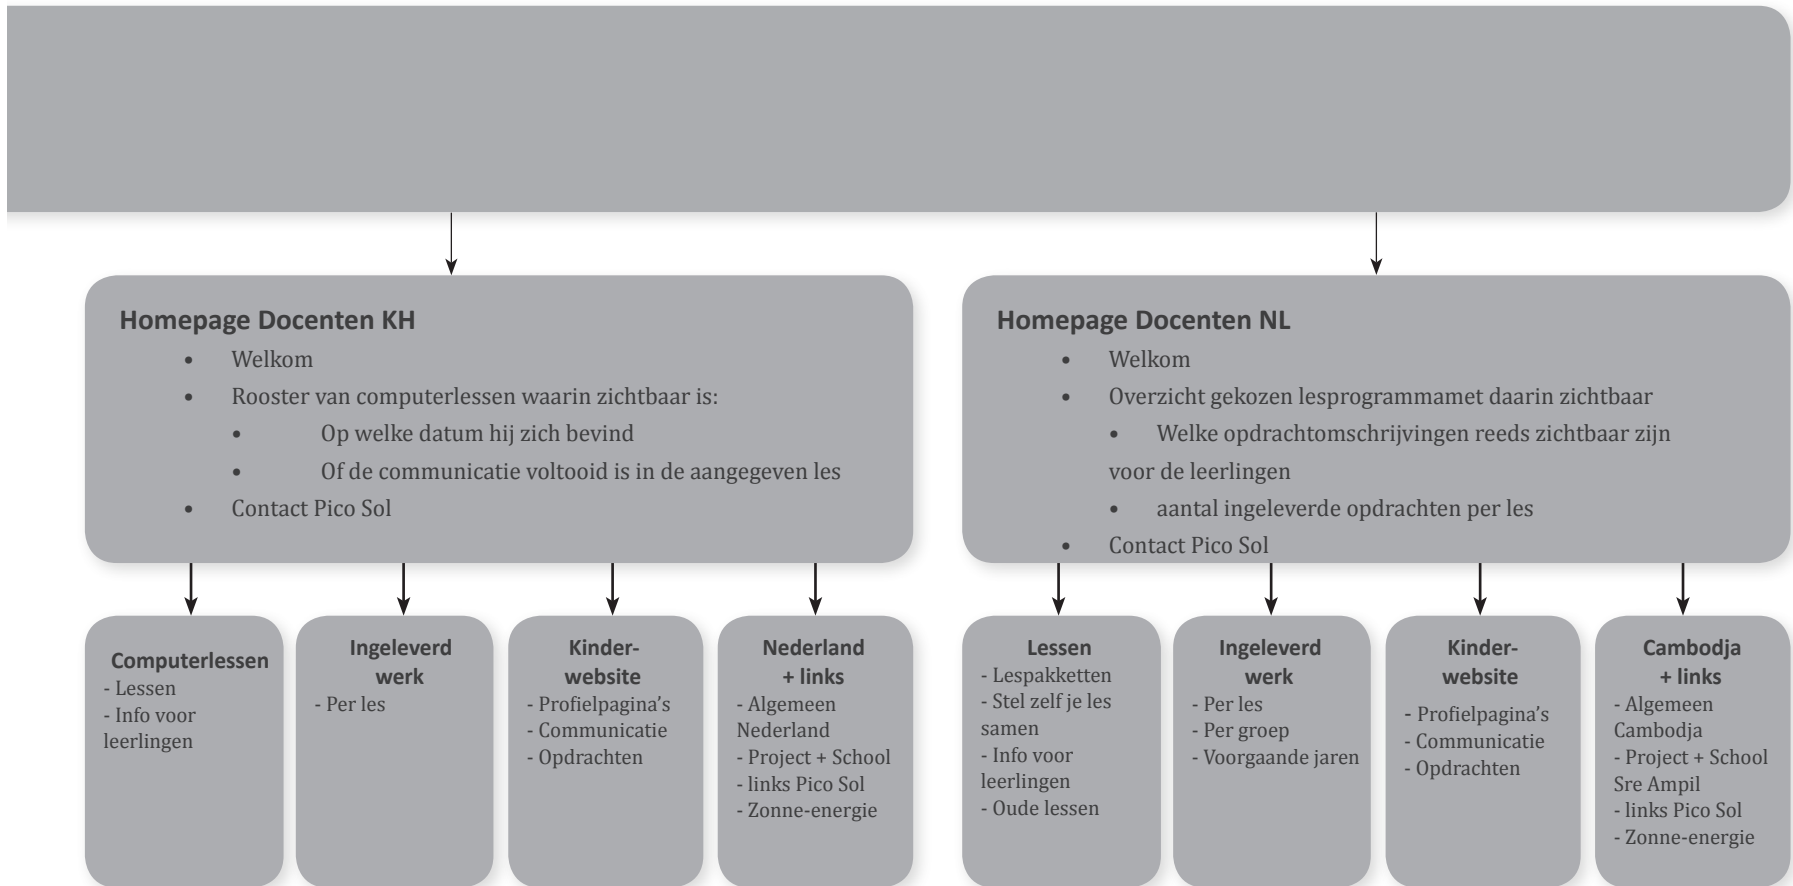 Homepage Docenten KH
• Welkom
• Rooster van computerlessen waarin zichtbaar is:
• Op welke datum hij zich bevind
• Of de communicatie voltooid is in de aangegeven les
• Contact Pico Sol
Homepage Docenten NL
• Welkom
• Overzicht gekozen lesprogrammamet daarin zichtbaar
• Welke opdrachtomschrijvingen reeds zichtbaar zijn
voor de leerlingen
• aantal ingeleverde opdrachten per les
• Contact Pico Sol
Computerlessen
- Lessen
- Info voor
leerlingen
Ingeleverd
werk
- Per les
Kinder-
website
- Profielpagina’s
- Communicatie
- Opdrachten
Nederland
+ links
- Algemeen
Nederland
- Project + School
- links Pico Sol
- Zonne-energie
Lessen
- Lespakketten
- Stel zelf je les
samen
- Info voor
leerlingen
- Oude lessen
Ingeleverd
werk
- Per les
- Per groep
- Voorgaande jaren
Kinder-
website
- Profielpagina’s
- Communicatie
- Opdrachten
Cambodja
+ links
- Algemeen
Cambodja
- Project + School
Sre Ampil
- links Pico Sol
- Zonne-energie